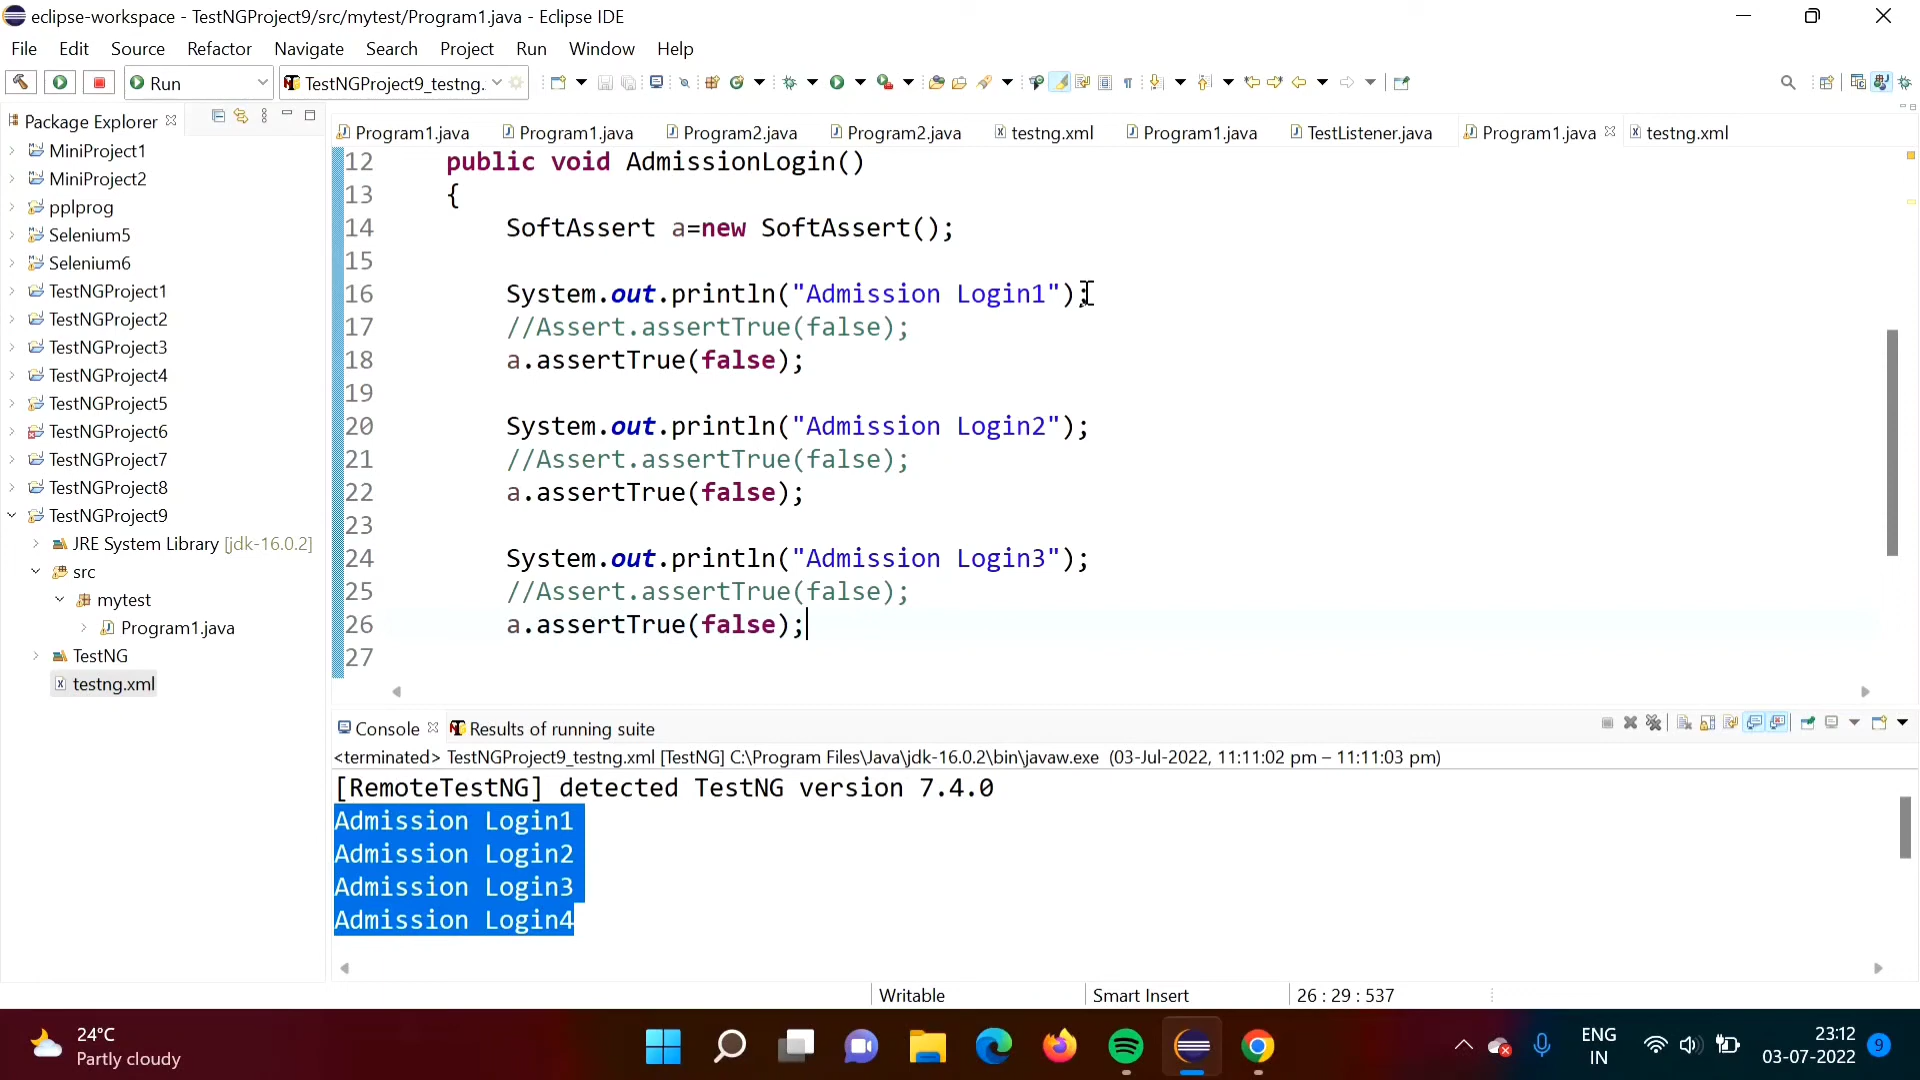 eclipse-workspace - TestNGProject9/src/mytest/Program1.java - Eclipse IDE
File Edit Source Refactor Navigate Search Project Run Window Help
Run TestNGProject9_testng.
Package Explorer
MiniProject1
MiniProject2
pplprog
Selenium5
Selenium6
TestNGProject1
TestNGProject2
TestNGProject3
TestNGProject4
TestNGProject5
TestNGProject6
TestNGProject7
TestNGProject8
TestNGProject9
JRE System Library [jdk-16.0.2]
src
mytest
Program1.java
TestNG
testng.xml
Program1.java Program1.java Program2.java Program2.java testng.xml Program1.java TestListener.java Program1.java testng.xml
12 public void AdmissionLogin()
13 {
14 SoftAssert a=new SoftAssert();
15
16 System.out.println("Admission Login1");
17 //Assert.assertTrue(false);
18 a.assertTrue(false);
19
20 System.out.println("Admission Login2");
21 //Assert.assertTrue(false);
22 a.assertTrue(false);
23
24 System.out.println("Admission Login3");
25 //Assert.assertTrue(false);
26 a.assertTrue(false);
27
Console Results of running suite
<terminated> TestNGProject9_testng.xml [TestNG] C:\Program Files\Java\jdk-16.0.2\bin\javaw.exe (03-Jul-2022, 11:11:02 pm – 11:11:03 pm)
[RemoteTestNG] detected TestNG version 7.4.0
Admission Login1
Admission Login2
Admission Login3
Admission Login4
Writable Smart Insert 26 : 29 : 537
24°C
Partly cloudy
ENG
IN
23:12
03-07-2022
9